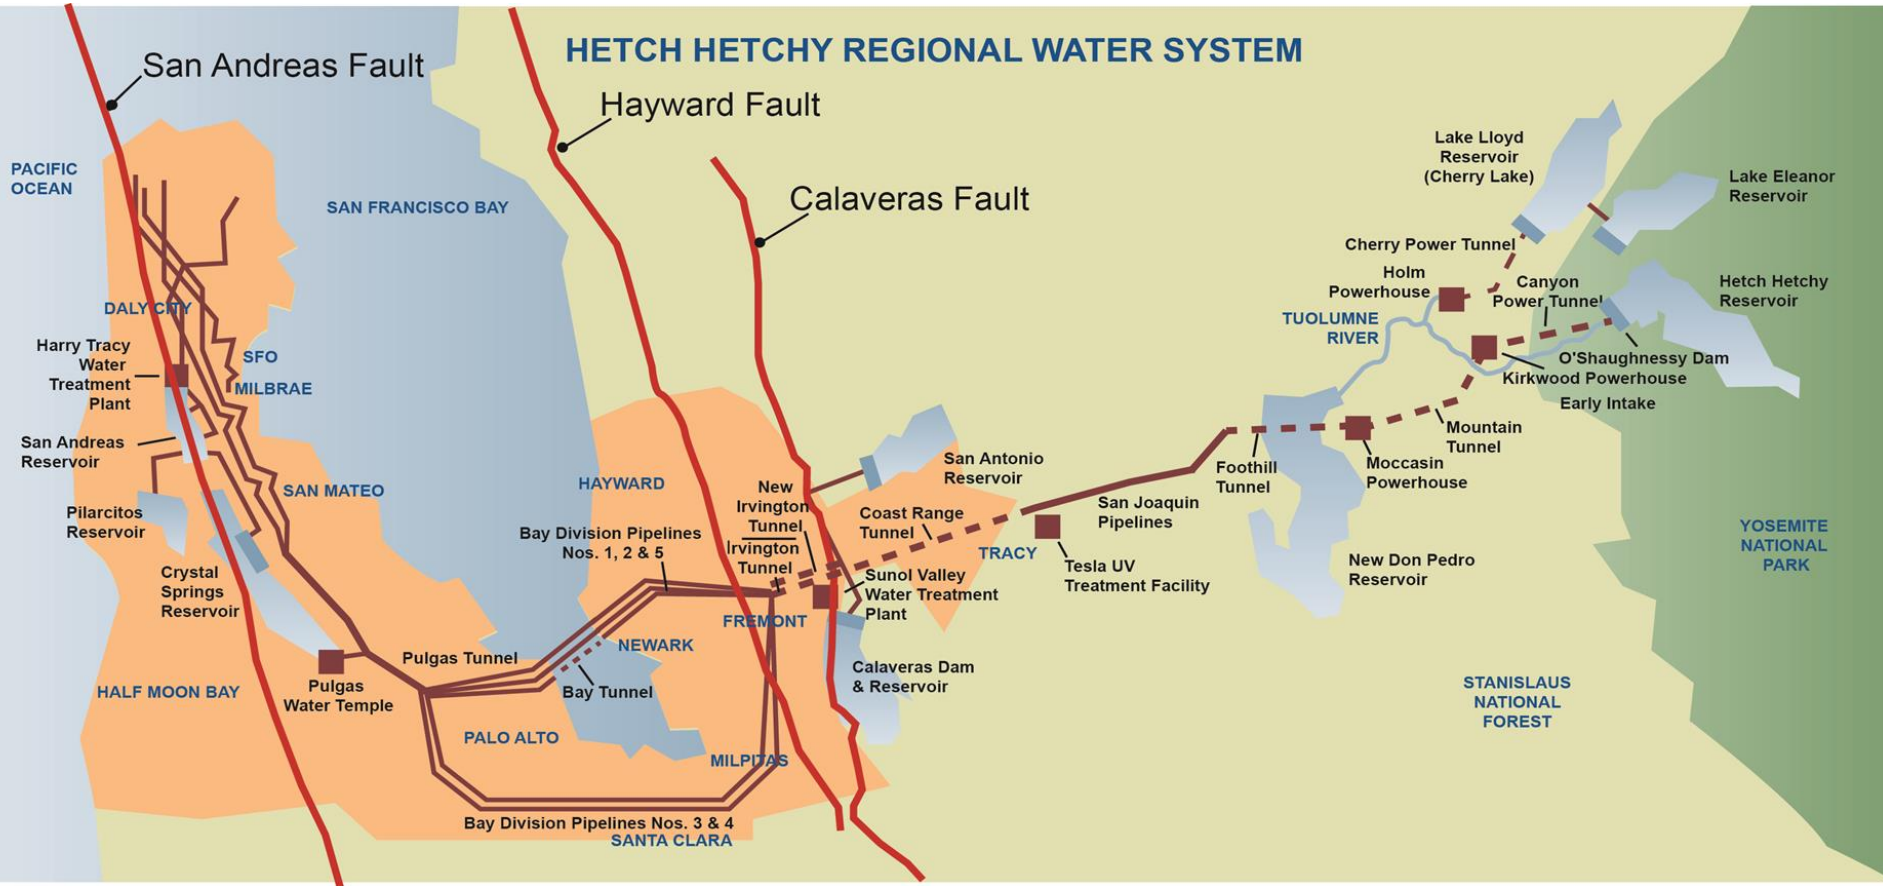 HETCH HETCHY REGIONAL WATER SYSTEM
San Andreas Fault
Hayward Fault
Calaveras Fault
PACIFIC
OCEAN
SAN FRANCISCO BAY
DALY CITY
Harry Tracy
Water
Treatment
Plant
SFO
MILBRAE
San Andreas
Reservoir
SAN MATEO
Pilarcitos
Reservoir
Crystal
Springs
Reservoir
HALF MOON BAY
Pulgas
Water Temple
Pulgas Tunnel
PALO ALTO
Bay Division Pipelines Nos. 3 & 4
SANTA CLARA
HAYWARD
Bay Division Pipelines
Nos. 1, 2 & 5
NEWARK
Bay Tunnel
FREMONT
MILPITAS
New
Irvington
Tunnel
Irvington
Tunnel
San Antonio
Reservoir
Coast Range
Tunnel
Sunol Valley
Water Treatment
Plant
Calaveras Dam
& Reservoir
TRACY
Tesla UV
Treatment Facility
San Joaquin
Pipelines
Foothill
Tunnel
New Don Pedro
Reservoir
Moccasin
Powerhouse
Mountain
Tunnel
TUOLUMNE
RIVER
Lake Lloyd
Reservoir
(Cherry Lake)
Lake Eleanor
Reservoir
Cherry Power Tunnel
Holm
Powerhouse
Canyon
Power Tunnel
Hetch Hetchy
Reservoir
O'Shaughnessy Dam
Kirkwood Powerhouse
Early Intake
YOSEMITE
NATIONAL
PARK
STANISLAUS
NATIONAL
FOREST